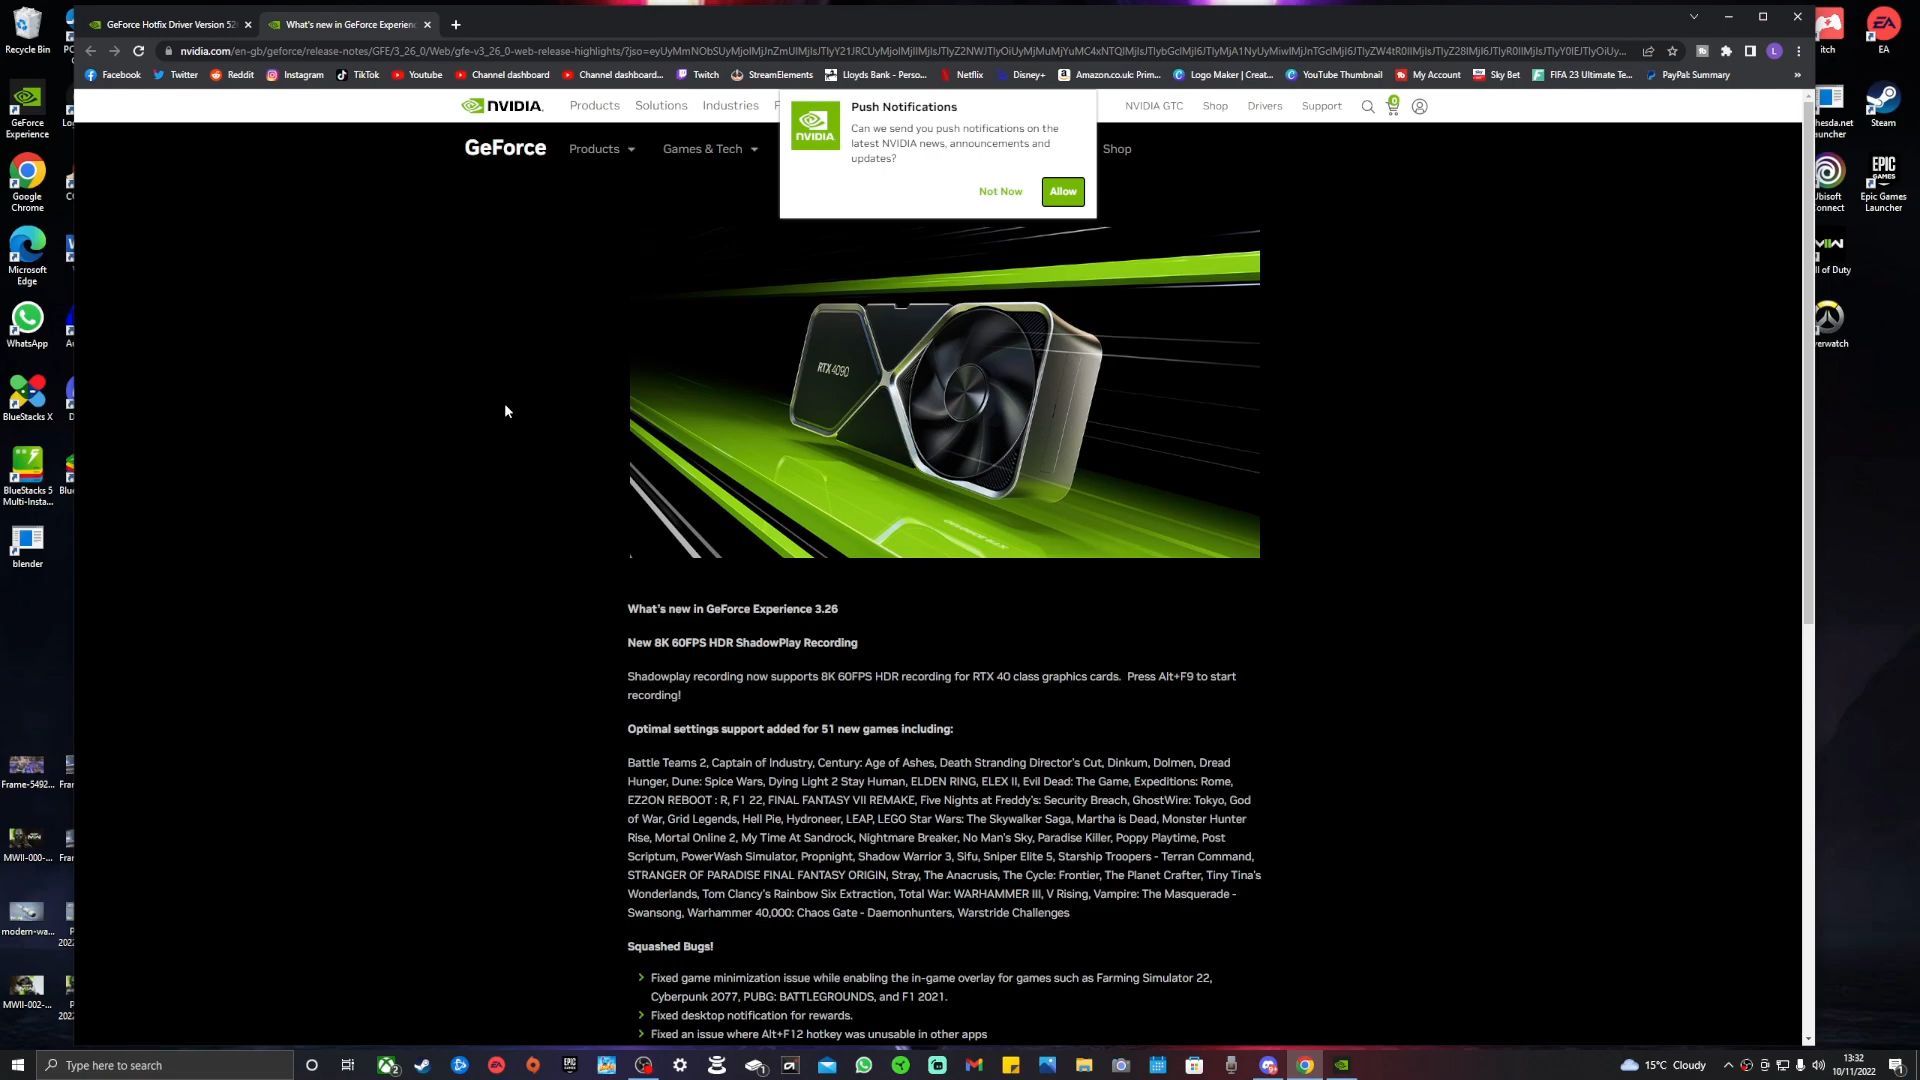 GeForce Hotfix Driver Version 52
What's new in GeForce Experienc
nvidia.com/en-gb/geforce/release-notes/GFE/3_26_0/Web/gfe-v3_26_0-web-release-highlights/
Facebook Twitter Reddit Instagram TikTok Youtube Channel dashboard Channel dashboard... Twitch StreamElements Lloyds Bank - Perso... Netflix Disney+ Amazon.co.uk: Prim... Logo Maker | Creat... YouTube Thumbnail My Account Sky Bet FIFA 23 Ultimate Te... PayPal: Summary
NVIDIA. Products Solutions Industries NVIDIA GTC Shop Drivers Support 0
GeForce Products Games & Tech Shop
NVIDIA
Push Notifications
Can we send you push notifications on the
latest NVIDIA news, announcements and
updates?
Not Now Allow
RTX 4090
What's new in GeForce Experience 3.26
New 8K 60FPS HDR ShadowPlay Recording
Shadowplay recording now supports 8K 60FPS HDR recording for RTX 40 class graphics cards. Press Alt+F9 to start
recording!
Optimal settings support added for 51 new games including:
Battle Teams 2, Captain of Industry, Century: Age of Ashes, Death Stranding Director's Cut, Dinkum, Dolmen, Dread
Hunger, Dune: Spice Wars, Dying Light 2 Stay Human, ELDEN RING, ELEX II, Evil Dead: The Game, Expeditions: Rome,
EZ2ON REBOOT : R, F1 22, FINAL FANTASY VII REMAKE, Five Nights at Freddy's: Security Breach, GhostWire: Tokyo, God
of War, Grid Legends, Hell Pie, Hydroneer, LEAP, LEGO Star Wars: The Skywalker Saga, Martha is Dead, Monster Hunter
Rise, Mortal Online 2, My Time At Sandrock, Nightmare Breaker, No Man's Sky, Paradise Killer, Poppy Playtime, Post
Scriptum, PowerWash Simulator, Propnight, Shadow Warrior 3, Sifu, Sniper Elite 5, Starship Troopers - Terran Command,
STRANGER OF PARADISE FINAL FANTASY ORIGIN, Stray, The Anacrusis, The Cycle: Frontier, The Planet Crafter, Tiny Tina's
Wonderlands, Tom Clancy's Rainbow Six Extraction, Total War: WARHAMMER III, V Rising, Vampire: The Masquerade -
Swansong, Warhammer 40,000: Chaos Gate - Daemonhunters, Warstride Challenges
Squashed Bugs!
Fixed game minimization issue while enabling the in-game overlay for games such as Farming Simulator 22,
Cyberpunk 2077, PUBG: BATTLEGROUNDS, and F1 2021.
Fixed desktop notification for rewards.
Fixed an issue where Alt+F12 hotkey was unusable in other apps
Recycle Bin
GeForce
Experience
Google
Chrome
Microsoft
Edge
WhatsApp
BlueStacks X
BlueStacks 5
Multi-Insta...
blender
Frame-5492...
MWII-000-...
modern-wa...
MWII-002-...
itch
EA
Steam
Epic Games
Launcher
Type here to search
15°C Cloudy
13:32
10/11/2022